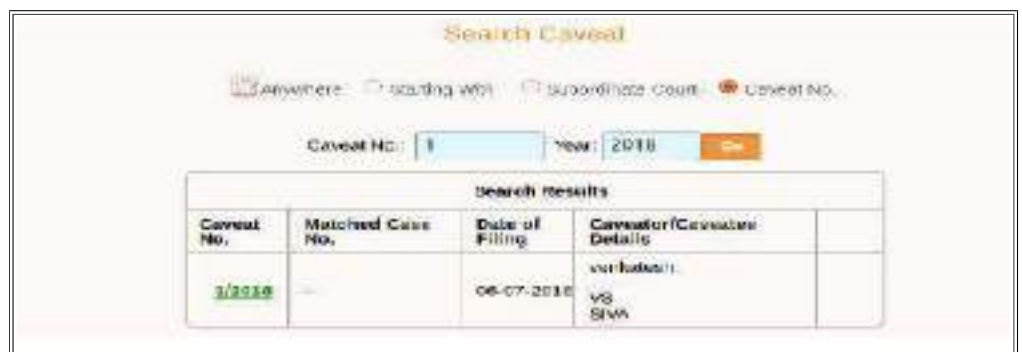 Search Caveat
Anywhere Starting With Subordinate Court Caveat No.
Caveat No.: 1 Year: 2018 Go
Search Results
Caveat No. Matched Case No. Date of Filing Caveator/Caveatee Details
1/2018 -- 06-07-2018 venkatesh
VS
SIVA